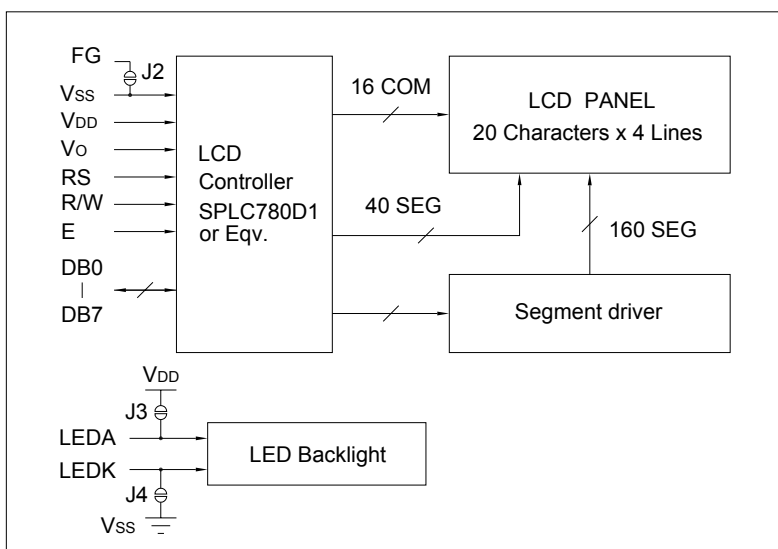 FG
J2
VSS
VDD
VO
RS
R/W
E
DB0
DB7
LCD
Controller
SPLC780D1
or Eqv.
16 COM
40 SEG
160 SEG
LCD PANEL
20 Characters x 4 Lines
Segment driver
VDD
J3
LEDA
LEDK
J4
VSS
LED Backlight